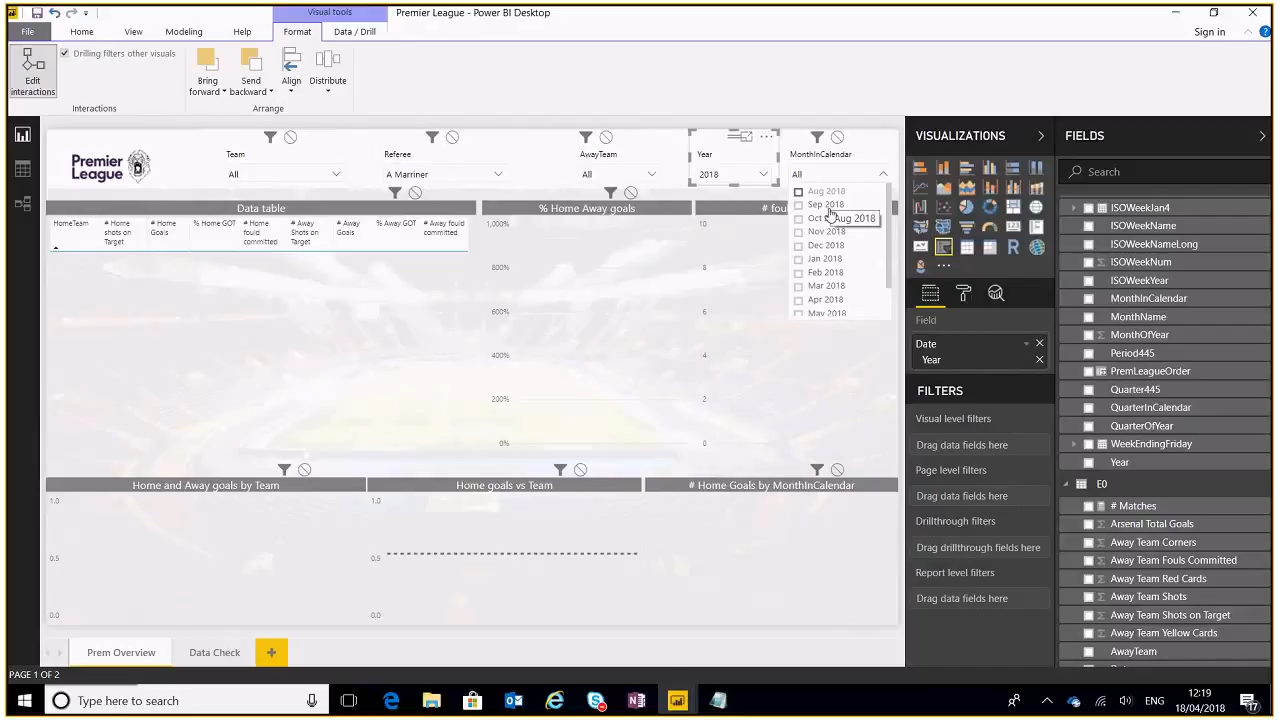 Visual tools
Premier League - Power BI Desktop
File
Home
View
Modeling
Help
Format
Data / Drill
Sign in
Edit
interactions
Drilling filters other visuals
Bring
forward
Send
backward
Align
Distribute
Interactions
Arrange
Premier
League
Team
All
Referee
A Marriner
AwayTeam
All
Year
2018
MonthInCalendar
All
Aug 2018
Sep 2018
Oct
Aug 2018
Nov 2018
Dec 2018
Jan 2018
Feb 2018
Mar 2018
Apr 2018
May 2018
Data table
% Home Away goals
# fou
HomeTeam
# Home
shots on
Target
# Home
Goals
% Home GOT
# Home
fouls
committed
# Away
Shots on
Target
% Away GOT
# Away fould
committed
1,000%
800%
600%
400%
200%
0%
10
8
6
4
2
0
Home and Away goals by Team
Home goals vs Team
# Home Goals by MonthInCalendar
1.0
0.5
0.0
1.0
0.5
0.0
VISUALIZATIONS
R
Field
Date
Year
FILTERS
Visual level filters
Drag data fields here
Page level filters
Drag data fields here
Drillthrough filters
Drag drillthrough fields here
Report level filters
Drag data fields here
FIELDS
Search
ISOWeekJan4
ISOWeekName
ISOWeekNameLong
ISOWeekNum
ISOWeekYear
MonthInCalendar
MonthName
MonthOfYear
Period445
PremLeagueOrder
Quarter445
QuarterInCalendar
QuarterOfYear
WeekEndingFriday
Year
E0
# Matches
Arsenal Total Goals
Away Team Corners
Away Team Fouls Committed
Away Team Red Cards
Away Team Shots
Away Team Shots on Target
Away Team Yellow Cards
AwayTeam
Prem Overview
Data Check
PAGE 1 OF 2
Type here to search
ENG
12:19
18/04/2018
17